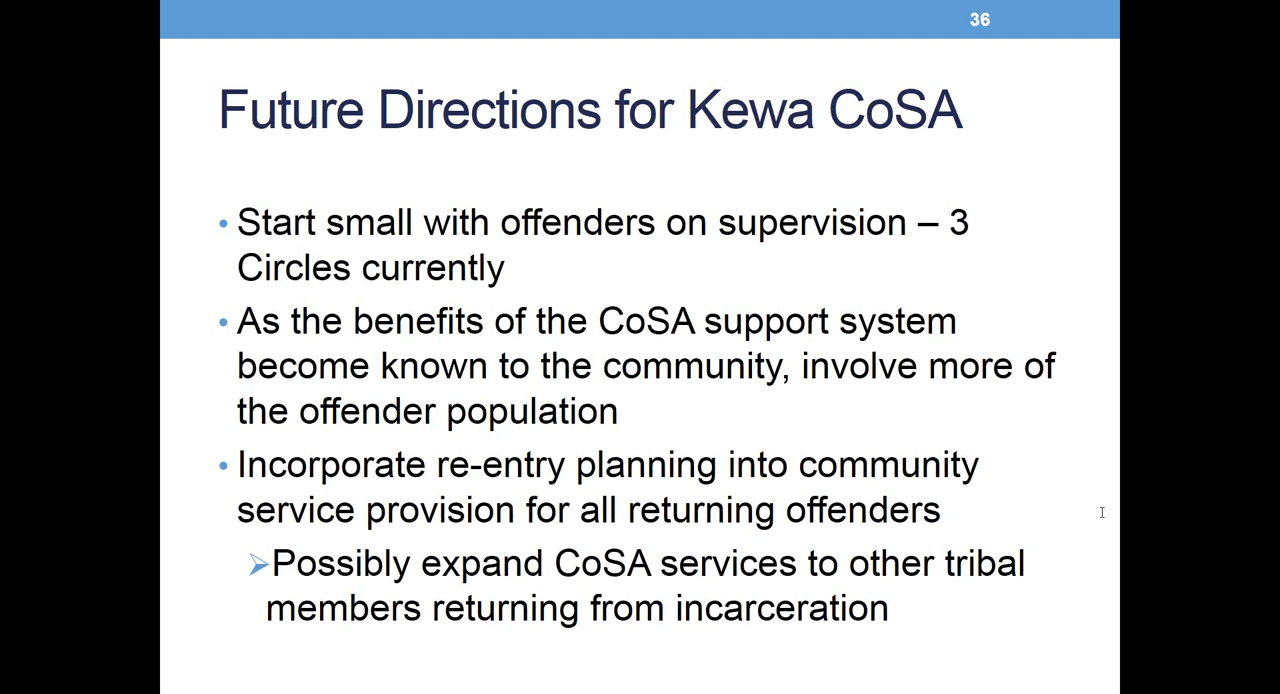 36
Future Directions for Kewa CoSA
• Start small with offenders on supervision – 3
Circles currently
• As the benefits of the CoSA support system
become known to the community, involve more of
the offender population
• Incorporate re-entry planning into community
service provision for all returning offenders
➢Possibly expand CoSA services to other tribal
members returning from incarceration